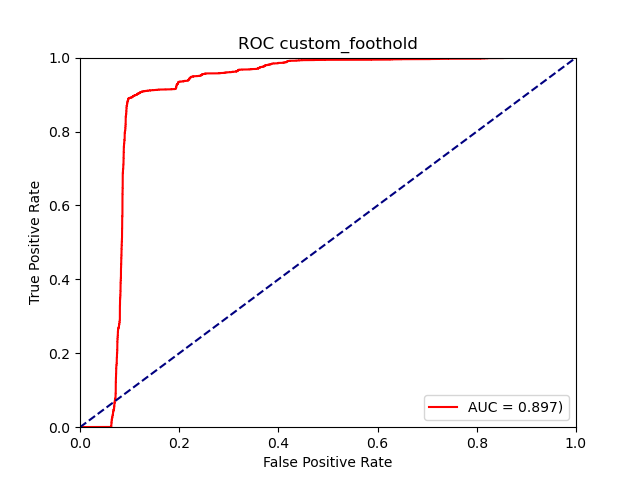 ROC custom_foothold
True Positive Rate
1.0
0.8
0.6
0.4
0.2
0.0
AUC = 0.897)
0.0 0.2 0.4 0.6 0.8 1.0
False Positive Rate